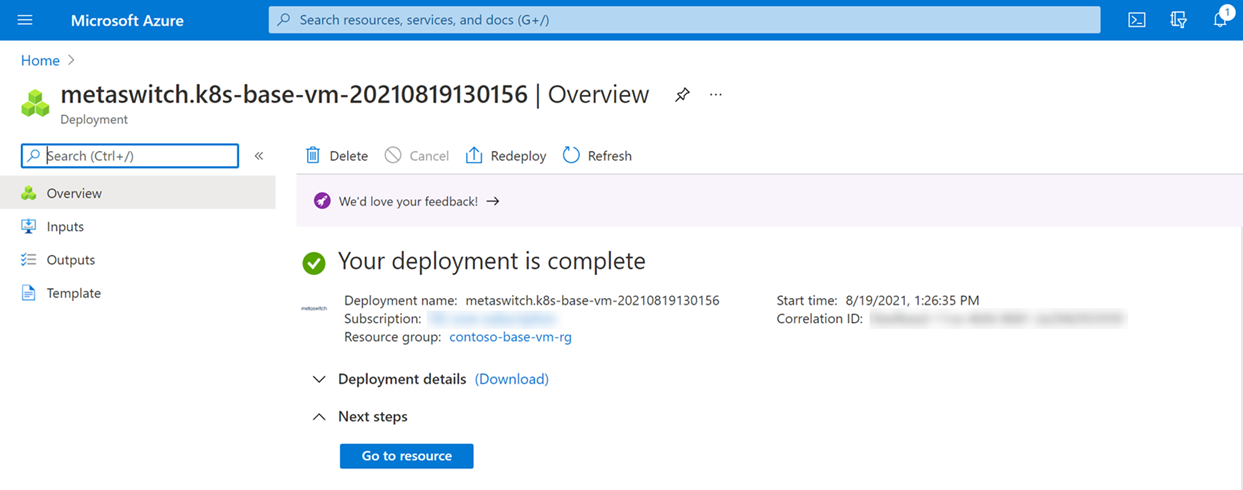 Microsoft Azure
Search resources, services, and docs (G+/)
1
Home
metaswitch.k8s-base-vm-20210819130156 | Overview
Deployment
Search (Ctrl+/)
Delete
Cancel
Redeploy
Refresh
Overview
Inputs
Outputs
Template
We'd love your feedback!
Your deployment is complete
metaswitch
Deployment name: metaswitch.k8s-base-vm-20210819130156
Subscription:
Resource group: contoso-base-vm-rg
Start time: 8/19/2021, 1:26:35 PM
Correlation ID:
Deployment details (Download)
Next steps
Go to resource